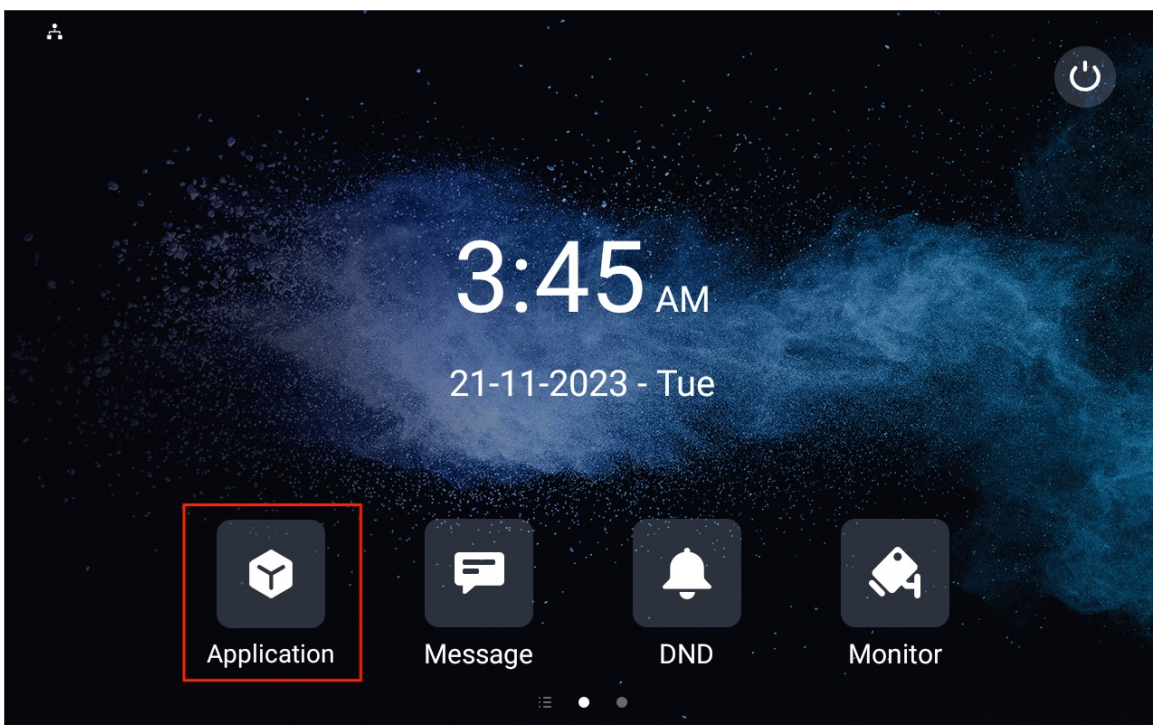 3:45 AM
21-11-2023 - Tue
Application
Message
DND
Monitor